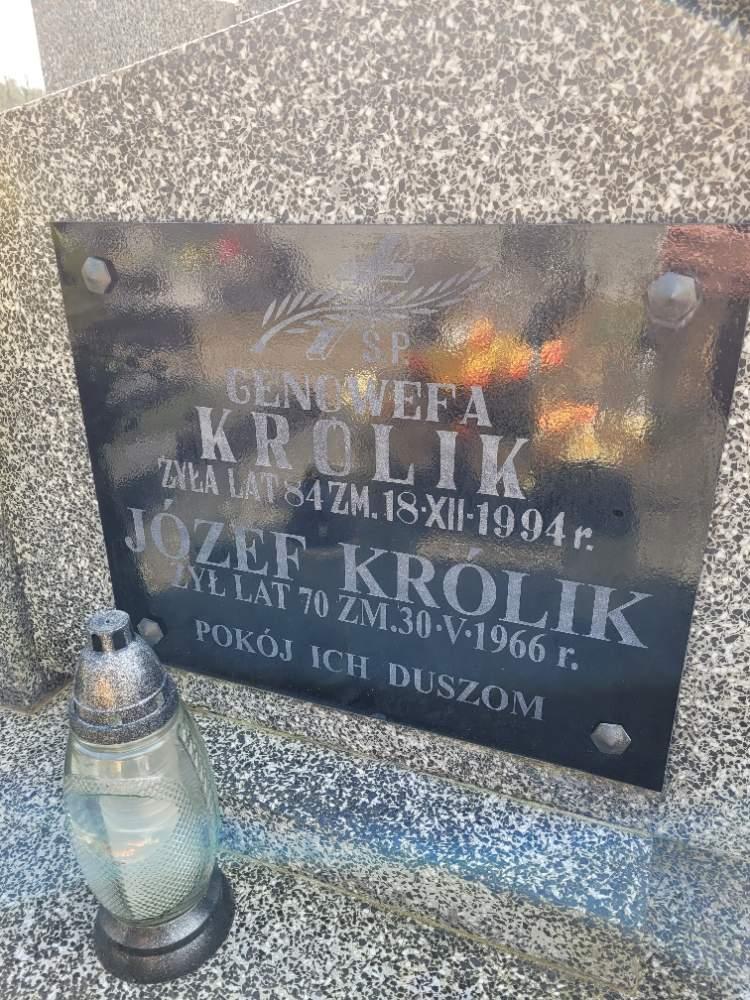 Ś.P.
GENOWEFA
KRÓLIK
ŻYŁA LAT 84 ZM. 18·XII·1994 r.
JÓZEF KRÓLIK
ŻYŁ LAT 70 ZM. 30·V·1966 r.
POKÓJ ICH DUSZOM